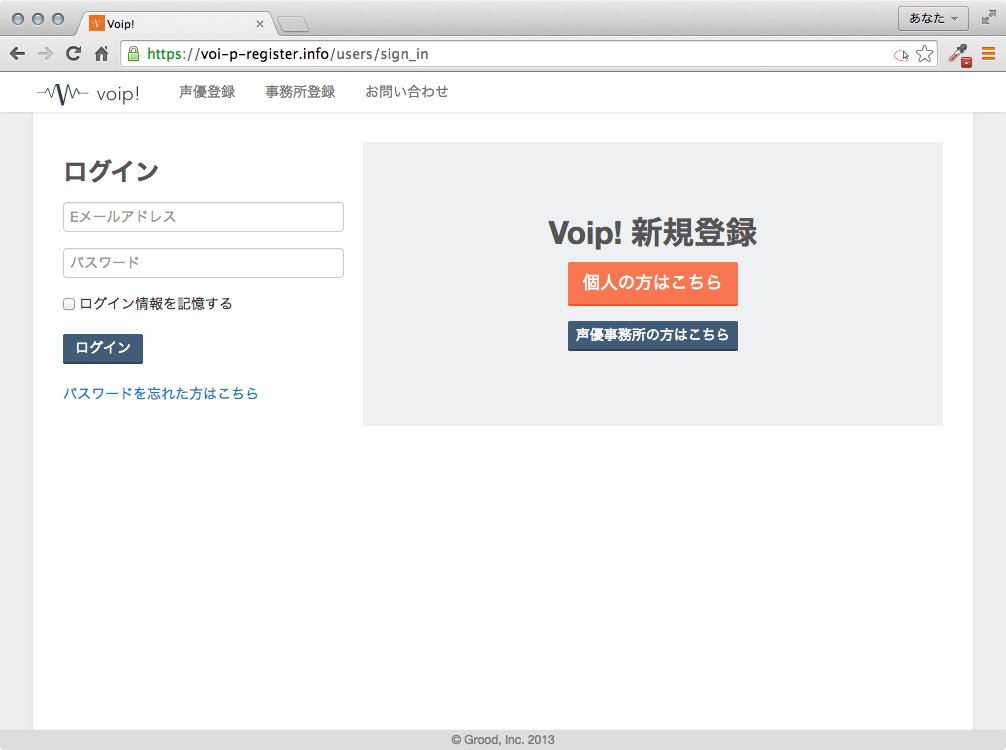 Voip!
あなた
https://voi-p-register.info/users/sign_in
voip!
声優登録
事務所登録
お問い合わせ
ログイン
Eメールアドレス
パスワード
ログイン情報を記憶する
ログイン
パスワードを忘れた方はこちら
Voip! 新規登録
個人の方はこちら
声優事務所の方はこちら
© Grood, Inc. 2013